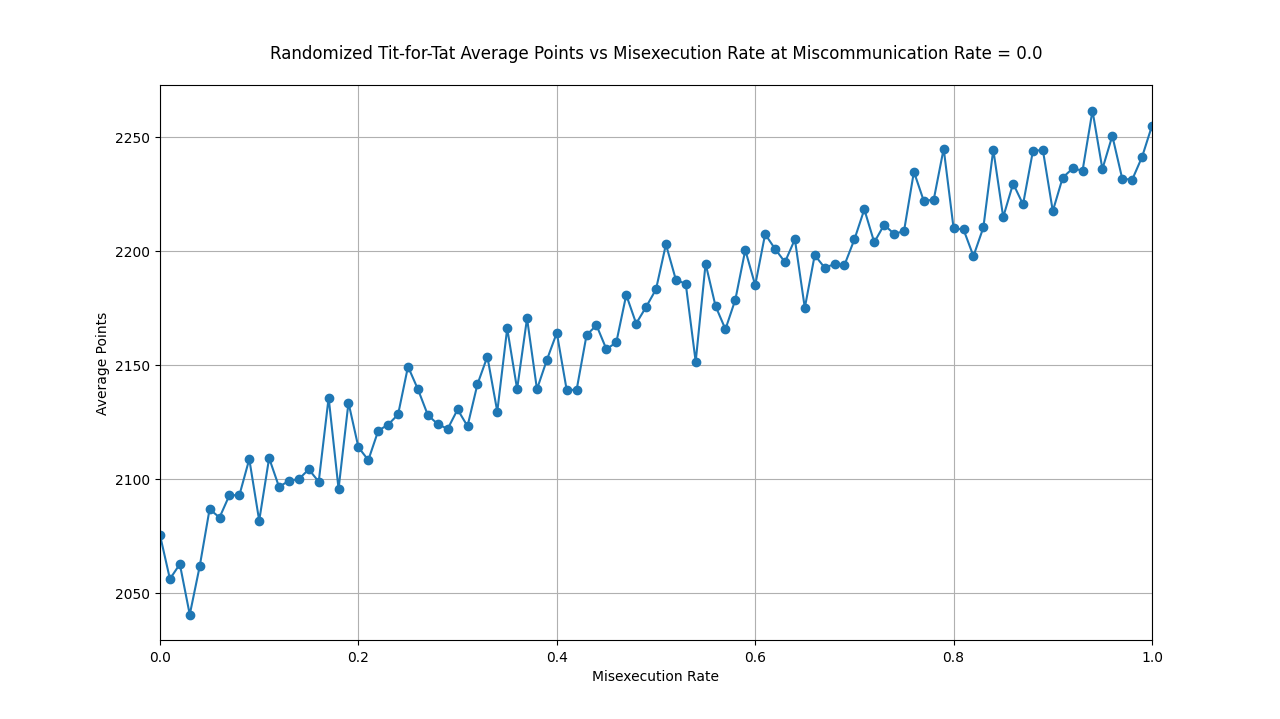 Randomized Tit-for-Tat Average Points vs Misexecution Rate at Miscommunication Rate = 0.0
2250
2200
2150
2100
2050
Average Points
0.0 0.2 0.4 0.6 0.8 1.0
Misexecution Rate